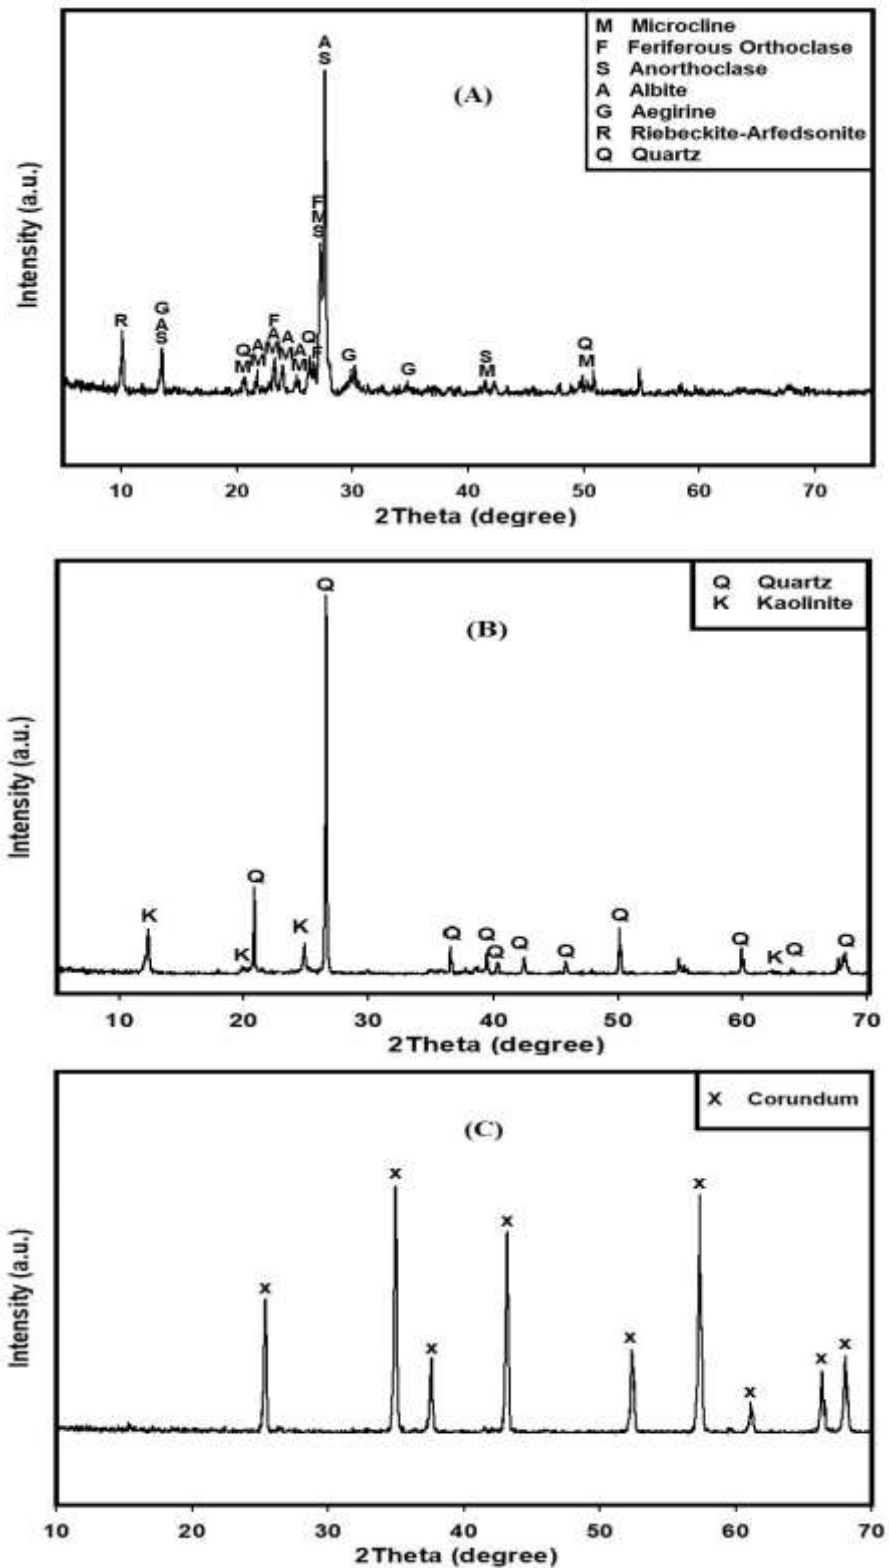 M Microcline
F Feriferous Orthoclase
S Anorthoclase
A Albite
G Aegirine
R Riebeckite-Arfedsonite
Q Quartz
(A)
A
S
F
M
S
R
G
A
S
Q
M
A
M
F
A
M
A
M
A
M
Q
F
G
G
S
M
Q
M
Intensity (a.u.)
10 20 30 40 50 60 70
2Theta (degree)
Q Quartz
K Kaolinite
(B)
Q
K K Q K Q Q Q Q Q Q K Q Q
Intensity (a.u.)
10 20 30 40 50 60 70
2Theta (degree)
X Corundum
(C)
X X X X X X X X X
Intensity (a.u.)
10 20 30 40 50 60 70
2Theta (degree)